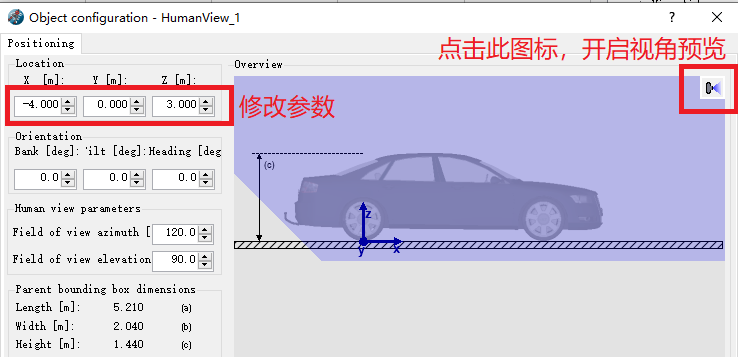 Object configuration - HumanView_1
Positioning
点击此图标，开启视角预览
Location
X [m]: Y [m]: Z [m]:
-4.000 0.000 3.000
修改参数
Orientation
Bank [deg]: 'ilt [deg]: Heading [deg
0.0 0.0 0.0
Human view parameters
Field of view azimuth [ 120.0
Field of view elevation 90.0
Parent bounding box dimensions
Length [m]: 5.210 (a)
Width [m]: 2.040 (b)
Height [m]: 1.440 (c)
Overview
(c)
z
y x